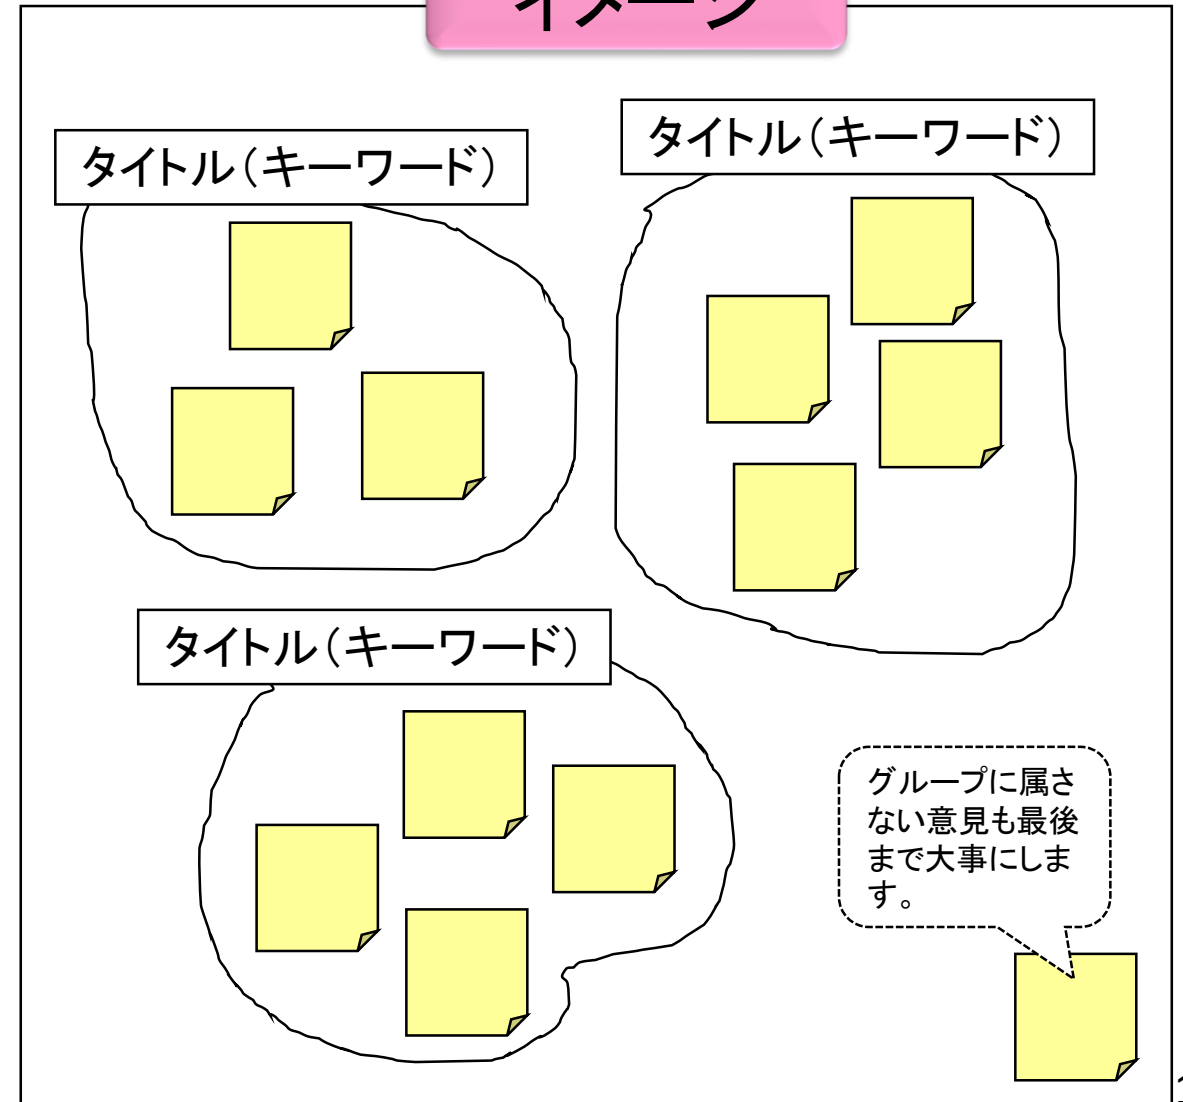 イメージ
タイトル（キーワード）
タイトル（キーワード）
タイトル（キーワード）
グループに属さ
ない意見も最後
まで大事にしま
す。